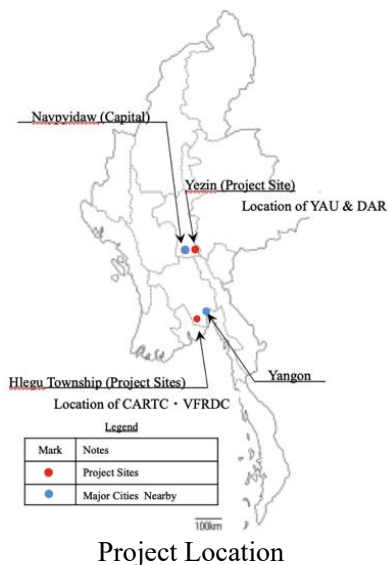 Naypyidaw (Capital)
Yezin (Project Site)
Location of YAU & DAR
Hlegu Township (Project Sites)
Yangon
Location of CARTC・VFRDC
Legend
Mark Notes
Project Sites
Major Cities Nearby
100km
Project Location